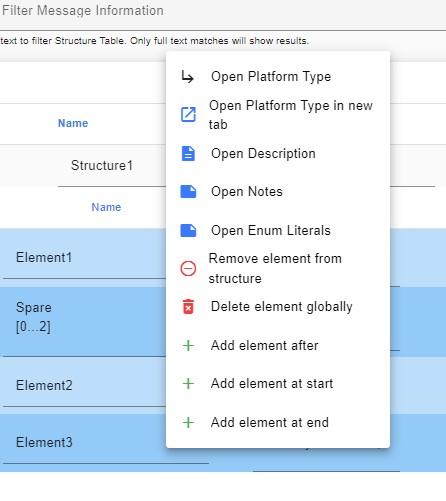 Filter Message Information
text to filter Structure Table. Only full text matches will show results.
Name
Structure1
Name
Element1
Spare
[0...2]
Element2
Element3
Open Platform Type
Open Platform Type in new
tab
Open Description
Open Notes
Open Enum Literals
Remove element from
structure
Delete element globally
Add element after
Add element at start
Add element at end